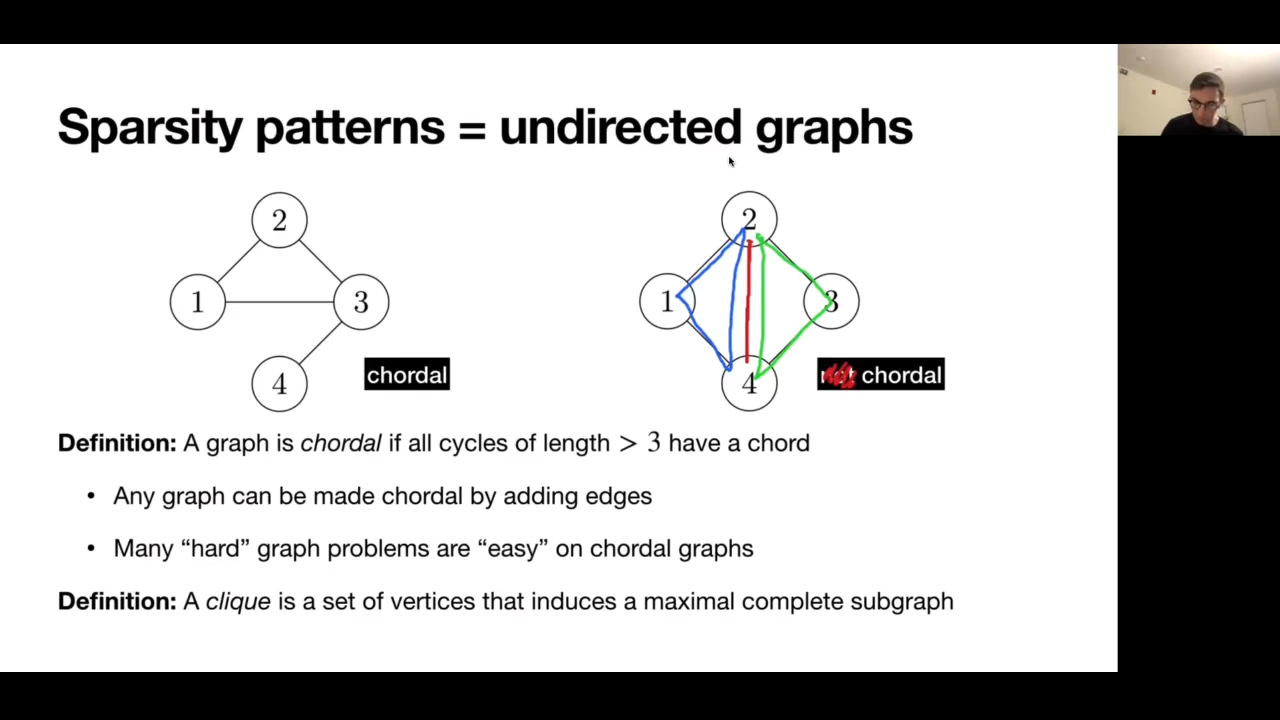 Sparsity patterns = undirected graphs
2
1
3
4
chordal
2
1
3
4
chordal
Definition: A graph is chordal if all cycles of length > 3 have a chord
• Any graph can be made chordal by adding edges
• Many “hard” graph problems are “easy” on chordal graphs
Definition: A clique is a set of vertices that induces a maximal complete subgraph